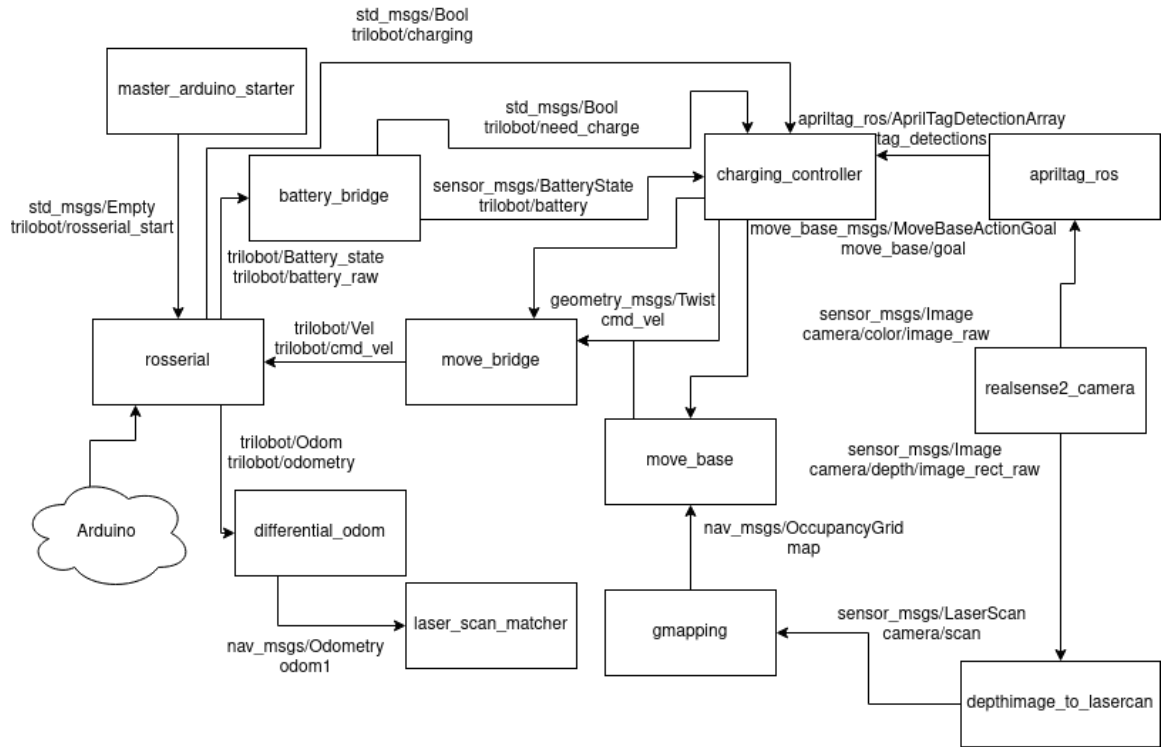 std_msgs/Bool
trilobot/charging
master_arduino_starter
std_msgs/Bool
trilobot/need_charge
apriltag_ros/AprilTagDetectionArray
tag_detections
charging_controller
apriltag_ros
battery_bridge
sensor_msgs/BatteryState
trilobot/battery
std_msgs/Empty
trilobot/rosserial_start
move_base_msgs/MoveBaseActionGoal
move_base/goal
trilobot/Battery_state
trilobot/battery_raw
geometry_msgs/Twist
cmd_vel
sensor_msgs/Image
camera/color/image_raw
trilobot/Vel
trilobot/cmd_vel
rosserial
move_bridge
realsense2_camera
trilobot/Odom
trilobot/odometry
move_base
sensor_msgs/Image
camera/depth/image_rect_raw
Arduino
differential_odom
nav_msgs/OccupancyGrid
map
laser_scan_matcher
gmapping
sensor_msgs/LaserScan
camera/scan
nav_msgs/Odometry
odom1
depthimage_to_lasercan